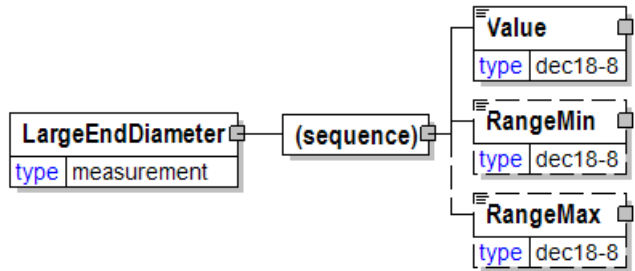 LargeEndDiameter
type measurement
(sequence)
Value
type dec18-8
RangeMin
type dec18-8
RangeMax
type dec18-8